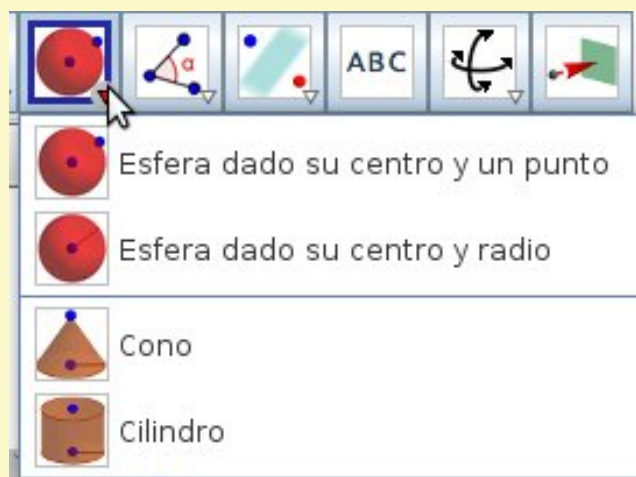 α
ABC
Esfera dado su centro y un punto
Esfera dado su centro y radio
Cono
Cilindro